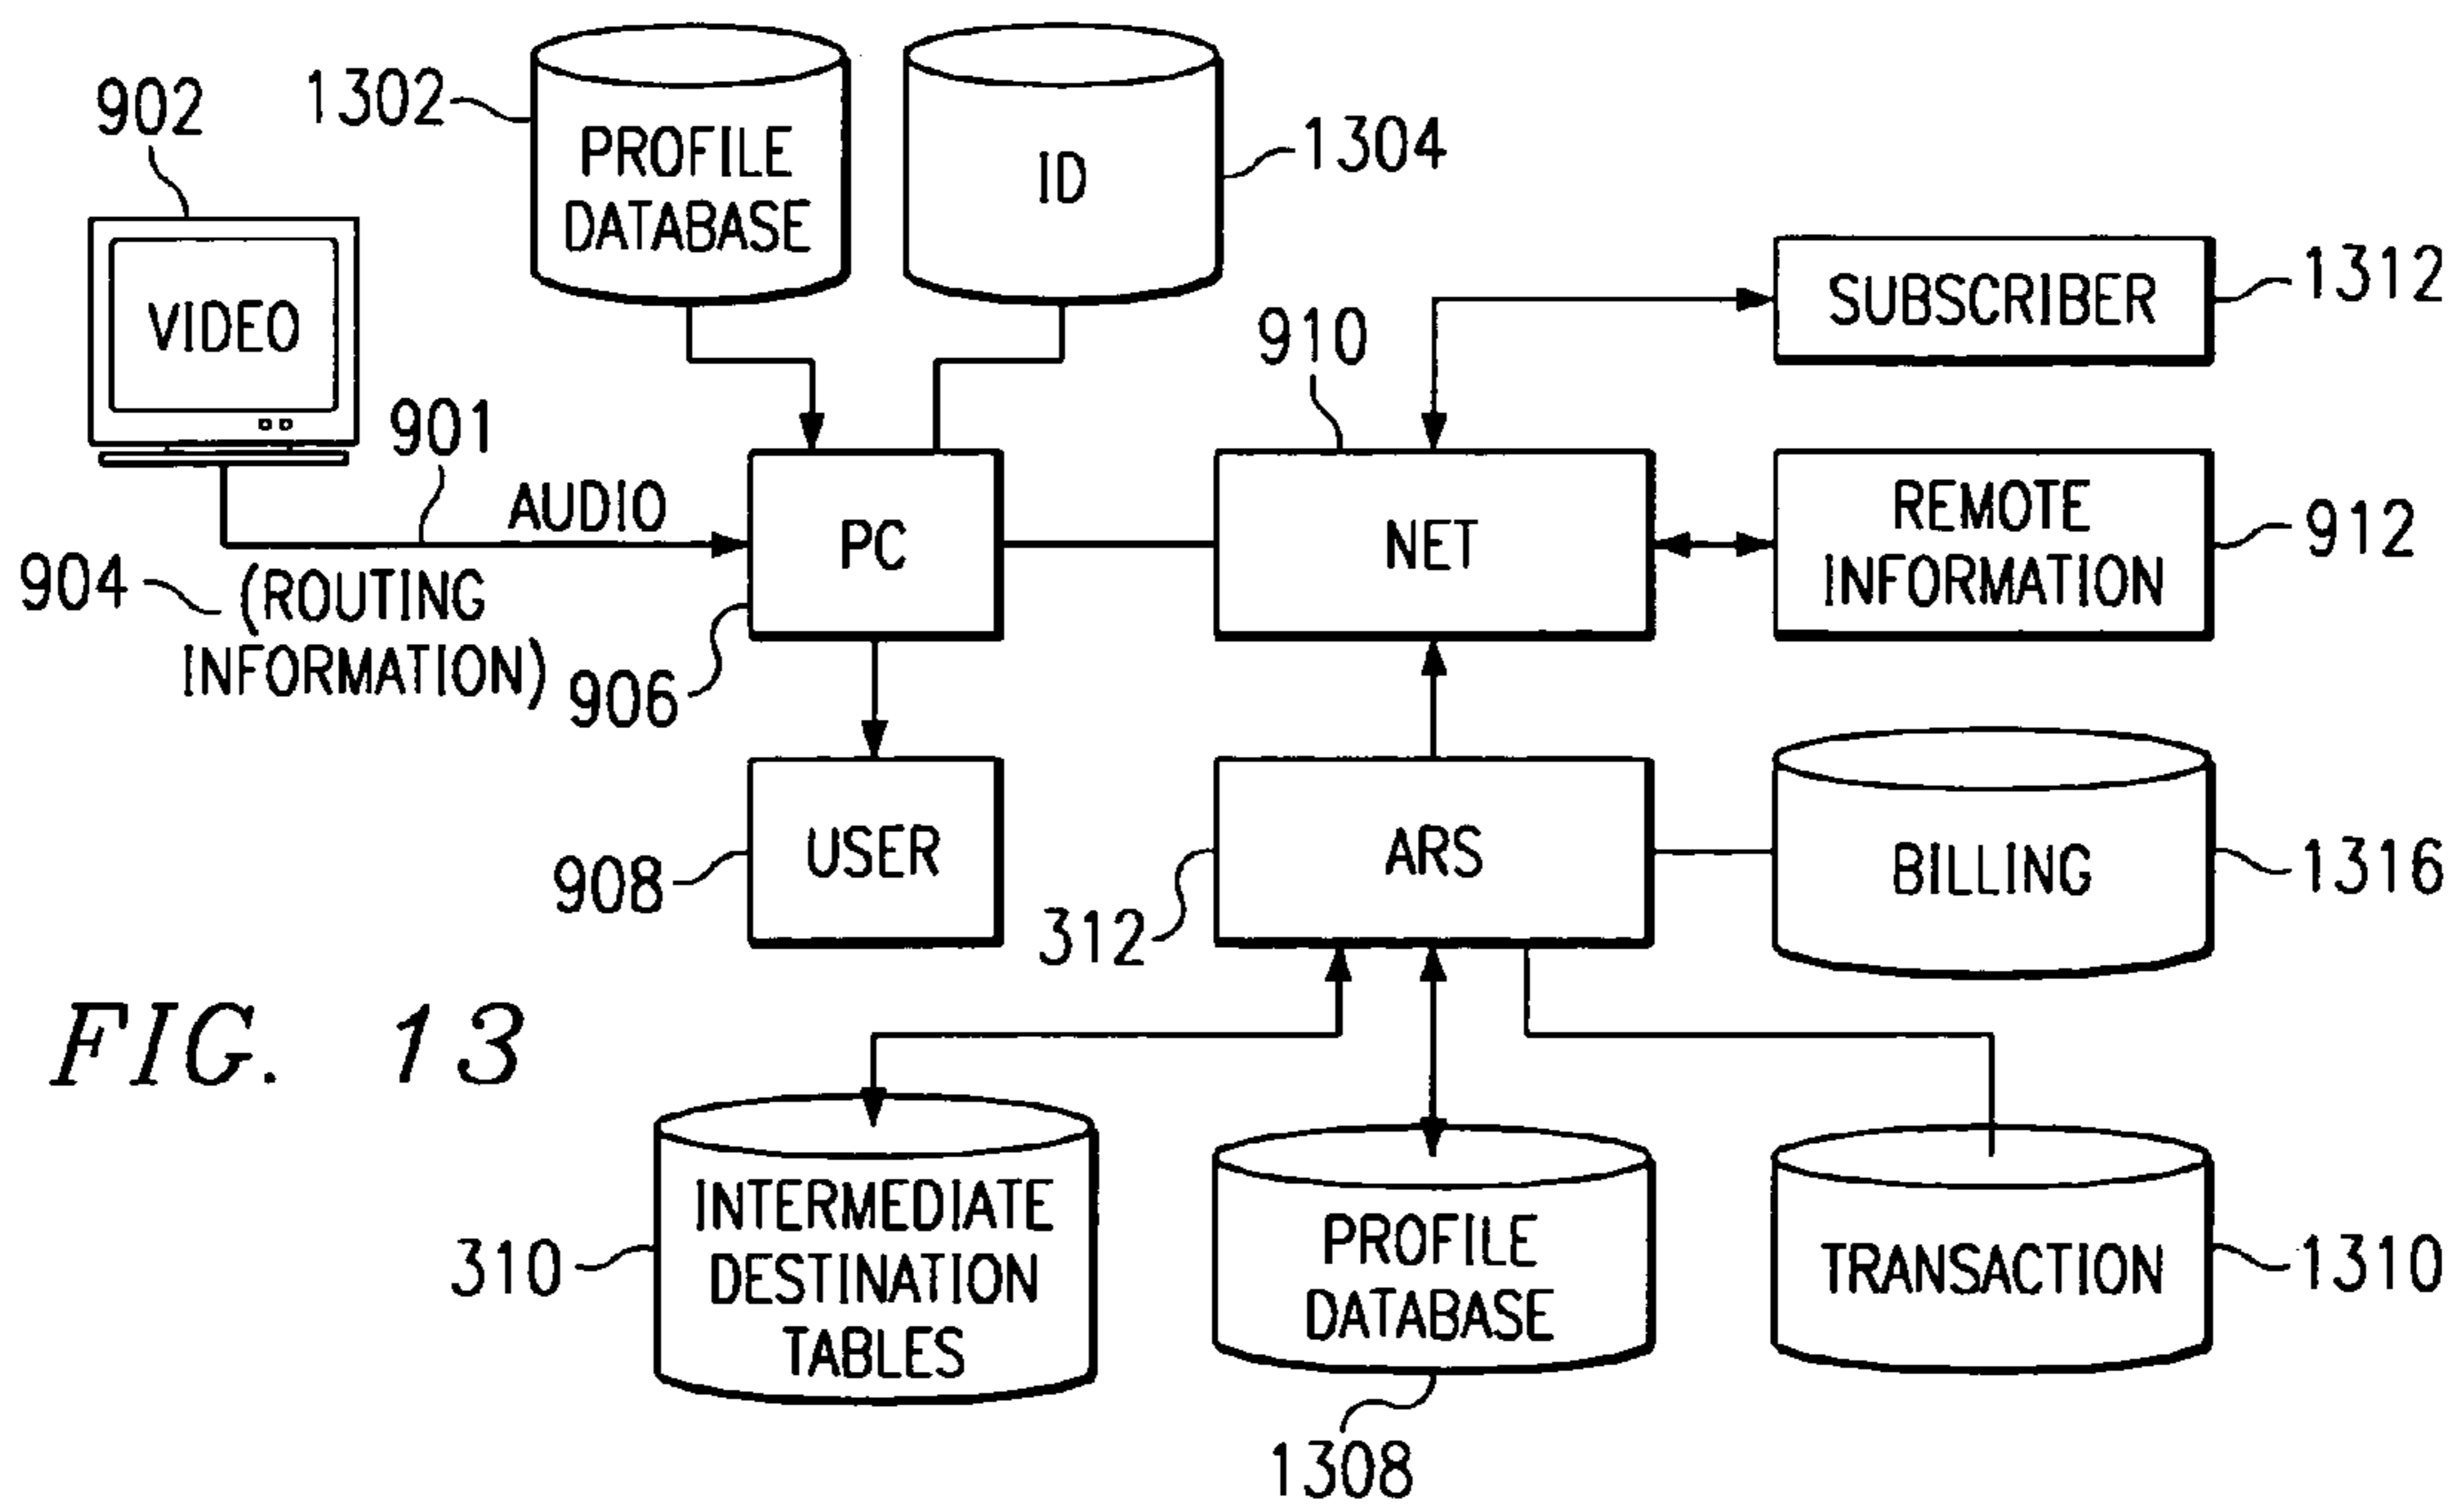 902
1302
PROFILE
DATABASE
ID
1304
VIDEO
SUBSCRIBER
1312
910
901
AUDIO
904
(ROUTING
INFORMATION)
906
PC
NET
REMOTE
INFORMATION
912
USER
908
ARS
312
BILLING
1316
FIG. 13
INTERMEDIATE
DESTINATION
TABLES
310
PROFILE
DATABASE
1308
TRANSACTION
1310